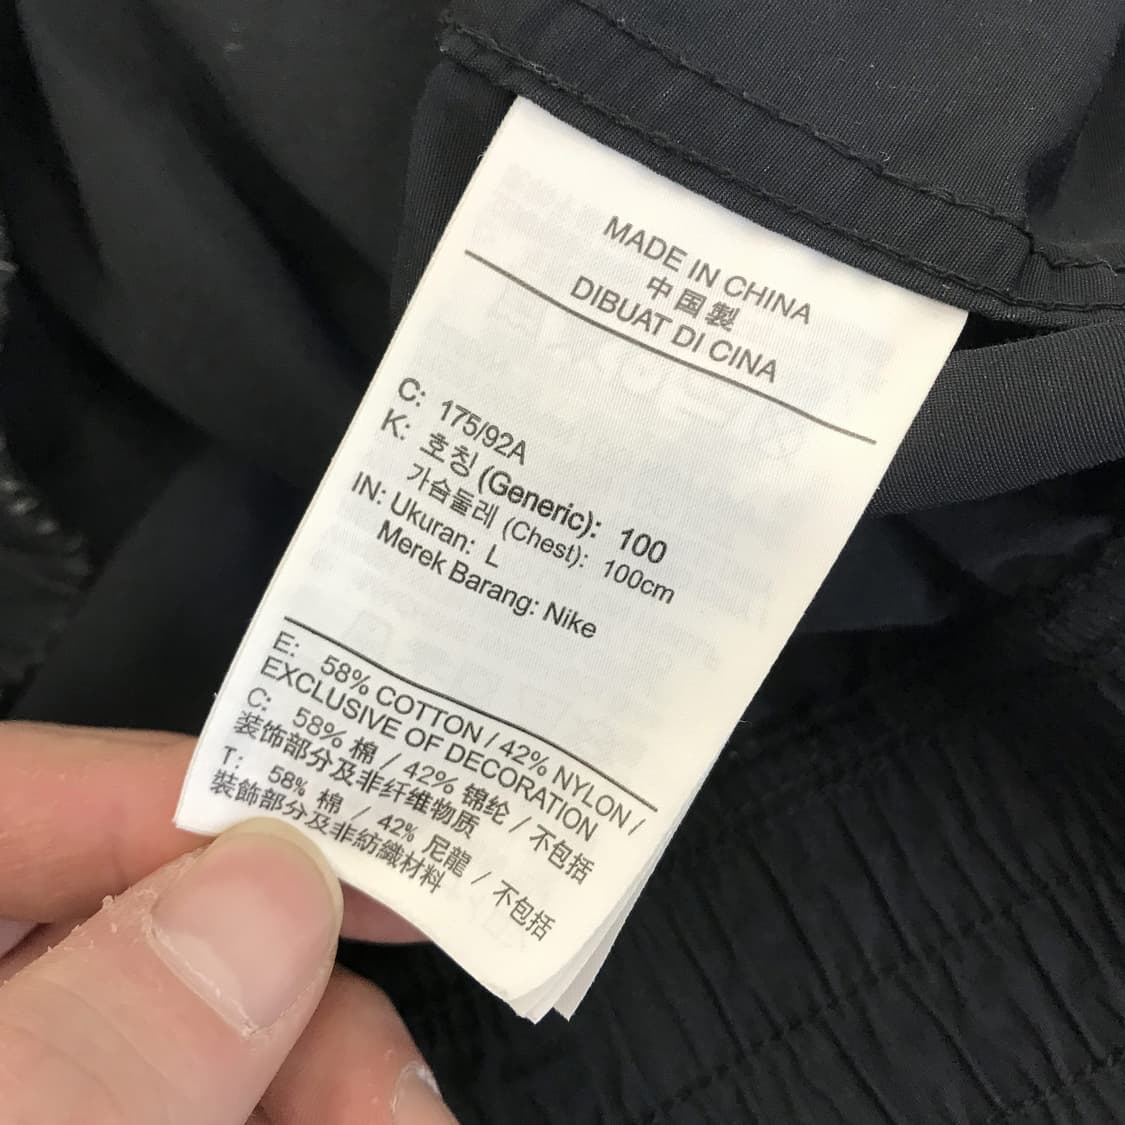 MADE IN CHINA
中国製
DIBUAT DI CINA
C: 175/92A
K: 호칭 (Generic): 100
가슴둘레 (Chest): 100cm
IN: Ukuran: L
Merek Barang: Nike
E: 58% COTTON / 42% NYLON /
EXCLUSIVE OF DECORATION
C: 58% 棉 / 42% 锦纶 / 不包括
装饰部分及非纤维物质
T: 58% 棉 / 42% 尼龍 / 不包括
裝飾部分及非紡織材料